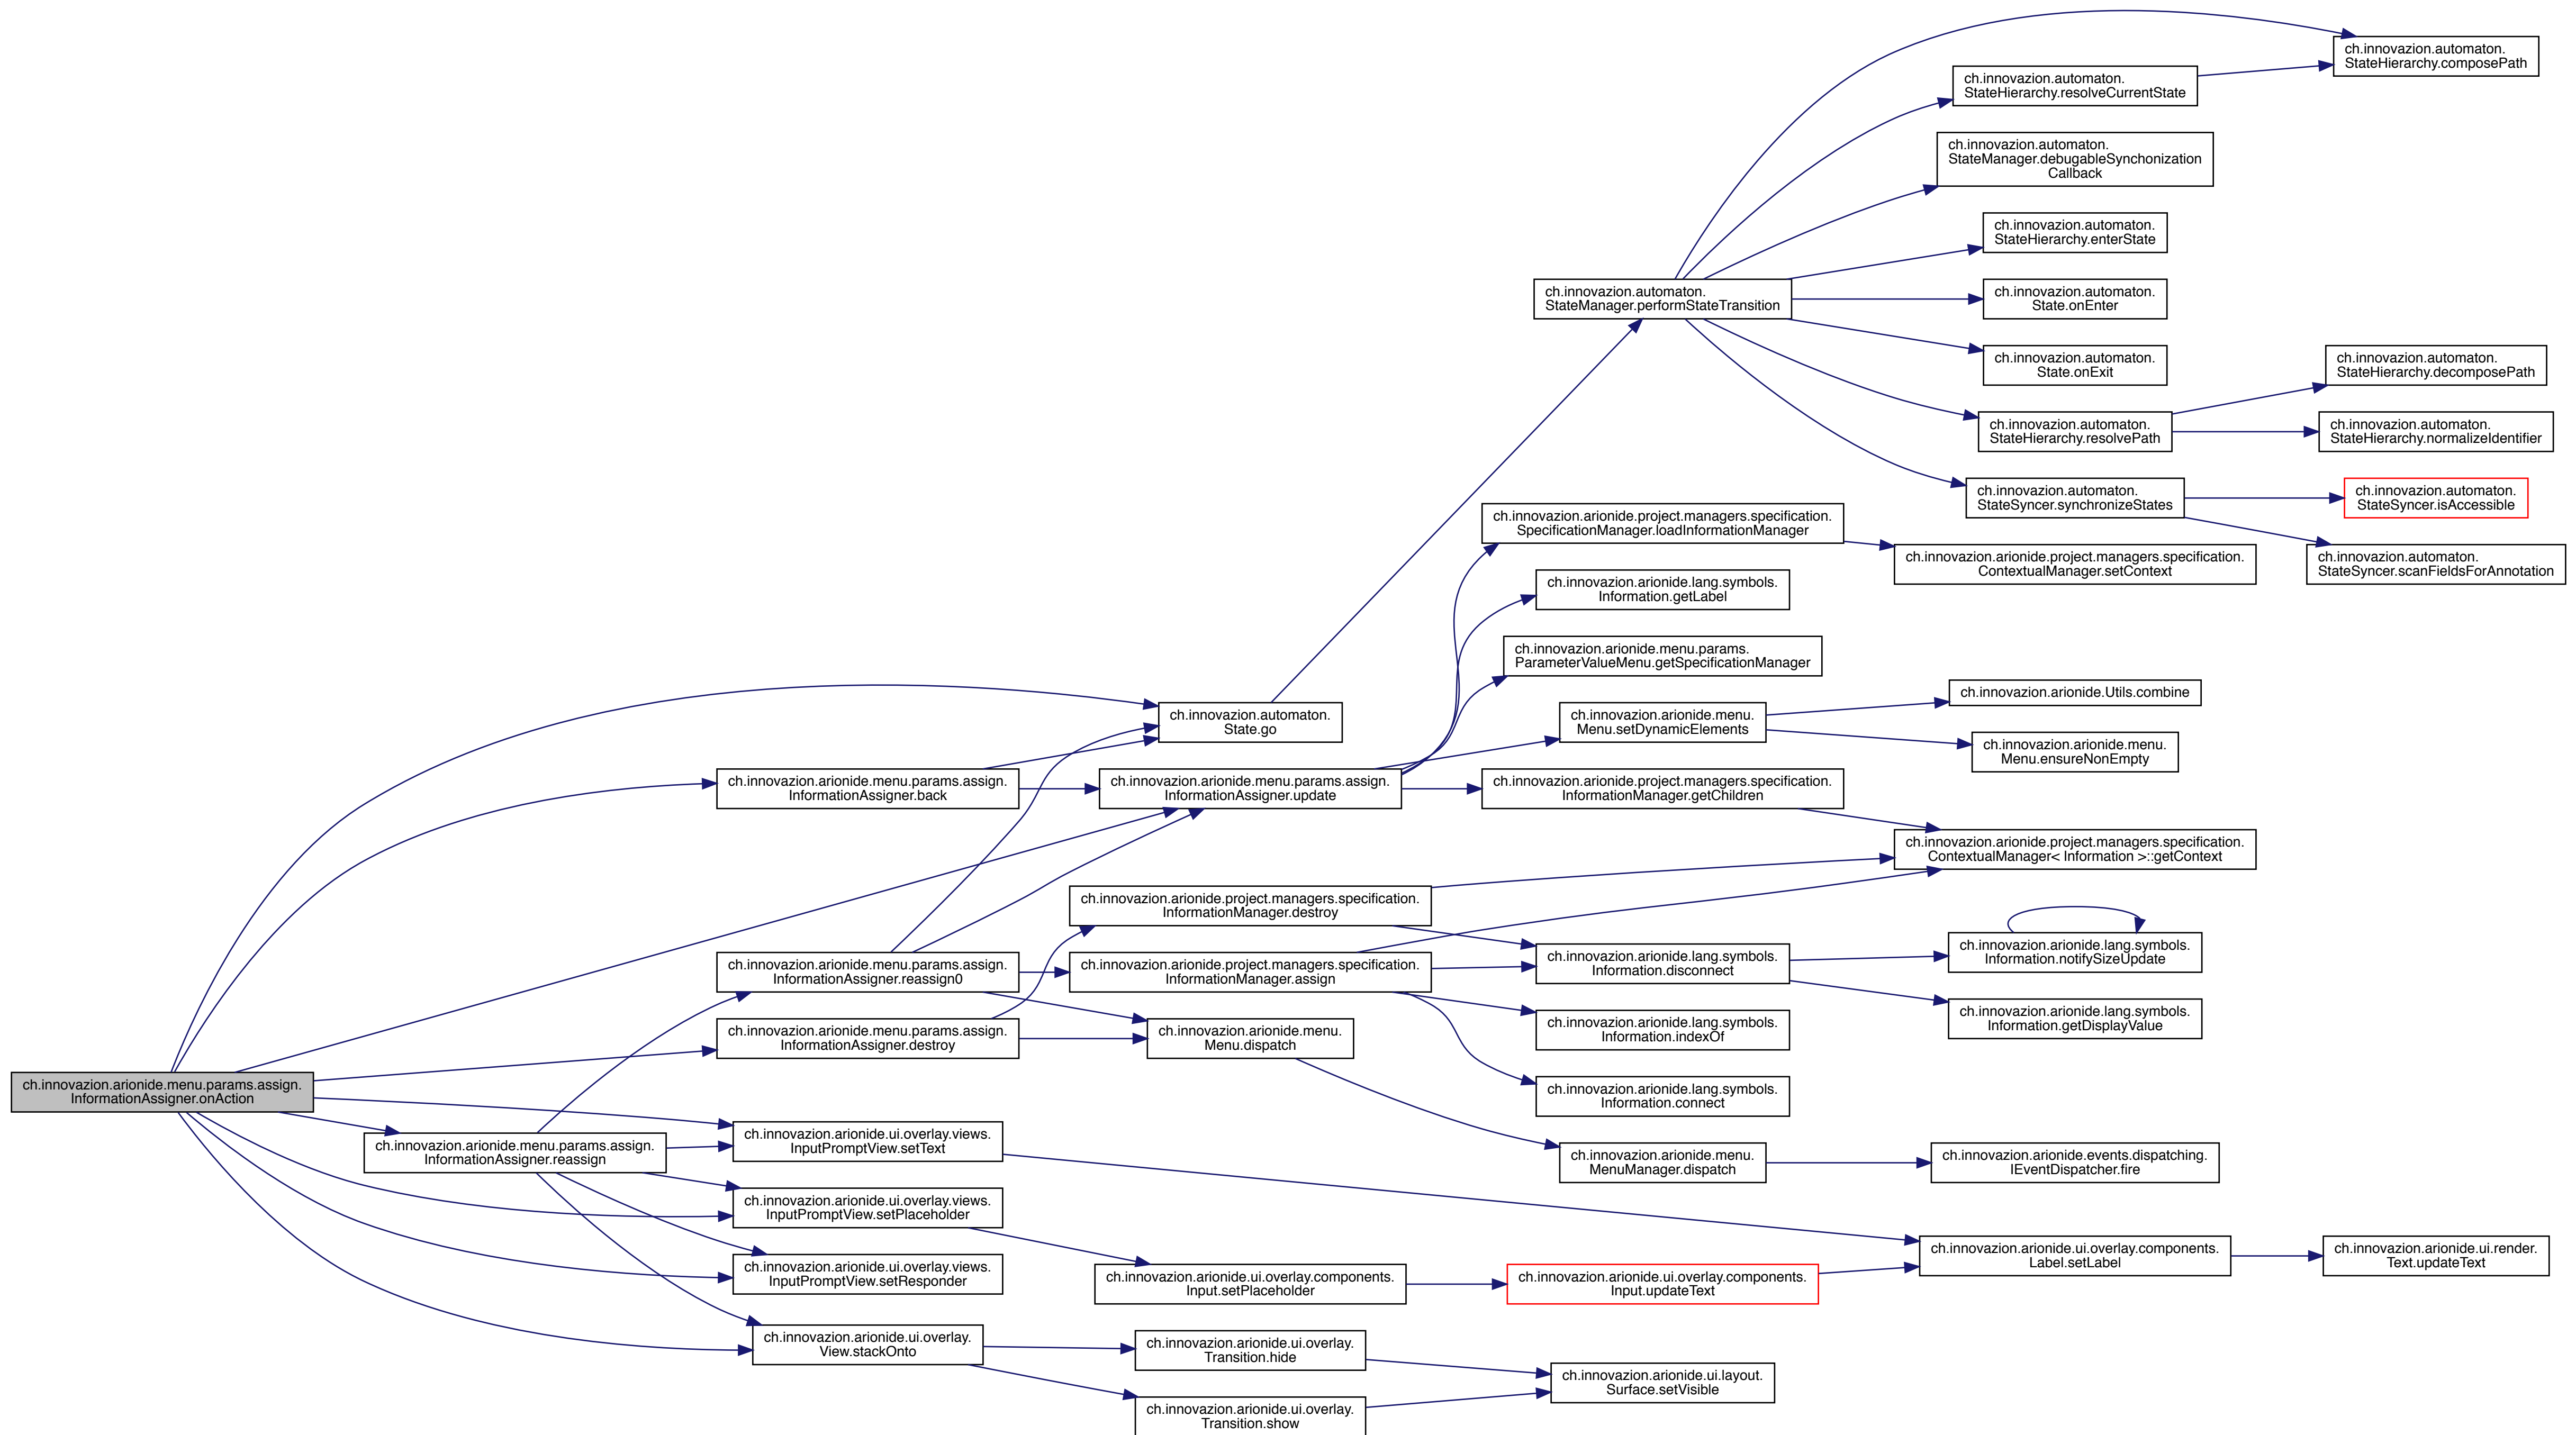 ch.innovazion.arionide.menu.params.assign.
InformationAssigner.onAction
ch.innovazion.automaton.
State.go
ch.innovazion.automaton.
StateManager.performStateTransition
ch.innovazion.automaton.
StateHierarchy.composePath
ch.innovazion.automaton.
StateHierarchy.resolveCurrentState
ch.innovazion.automaton.
StateManager.debugableSynchonization
Callback
ch.innovazion.automaton.
StateHierarchy.enterState
ch.innovazion.automaton.
State.onEnter
ch.innovazion.automaton.
State.onExit
ch.innovazion.automaton.
StateHierarchy.resolvePath
ch.innovazion.automaton.
StateHierarchy.decomposePath
ch.innovazion.automaton.
StateHierarchy.normalizeIdentifier
ch.innovazion.automaton.
StateSyncer.synchronizeStates
ch.innovazion.automaton.
StateSyncer.isAccessible
ch.innovazion.automaton.
StateSyncer.scanFieldsForAnnotation
ch.innovazion.arionide.menu.params.assign.
InformationAssigner.back
ch.innovazion.arionide.menu.params.assign.
InformationAssigner.update
ch.innovazion.arionide.project.managers.specification.
SpecificationManager.loadInformationManager
ch.innovazion.arionide.project.managers.specification.
ContextualManager.setContext
ch.innovazion.arionide.lang.symbols.
Information.getLabel
ch.innovazion.arionide.menu.params.
ParameterValueMenu.getSpecificationManager
ch.innovazion.arionide.menu.
Menu.setDynamicElements
ch.innovazion.arionide.Utils.combine
ch.innovazion.arionide.menu.
Menu.ensureNonEmpty
ch.innovazion.arionide.project.managers.specification.
InformationManager.getChildren
ch.innovazion.arionide.project.managers.specification.
ContextualManager< Information >::getContext
ch.innovazion.arionide.project.managers.specification.
InformationManager.destroy
ch.innovazion.arionide.menu.params.assign.
InformationAssigner.reassign0
ch.innovazion.arionide.project.managers.specification.
InformationManager.assign
ch.innovazion.arionide.lang.symbols.
Information.disconnect
ch.innovazion.arionide.lang.symbols.
Information.notifySizeUpdate
ch.innovazion.arionide.lang.symbols.
Information.getDisplayValue
ch.innovazion.arionide.lang.symbols.
Information.indexOf
ch.innovazion.arionide.lang.symbols.
Information.connect
ch.innovazion.arionide.menu.params.assign.
InformationAssigner.destroy
ch.innovazion.arionide.menu.
Menu.dispatch
ch.innovazion.arionide.menu.
MenuManager.dispatch
ch.innovazion.arionide.events.dispatching.
IEventDispatcher.fire
ch.innovazion.arionide.menu.params.assign.
InformationAssigner.reassign
ch.innovazion.arionide.ui.overlay.views.
InputPromptView.setText
ch.innovazion.arionide.ui.overlay.views.
InputPromptView.setPlaceholder
ch.innovazion.arionide.ui.overlay.views.
InputPromptView.setResponder
ch.innovazion.arionide.ui.overlay.components.
Input.setPlaceholder
ch.innovazion.arionide.ui.overlay.components.
Input.updateText
ch.innovazion.arionide.ui.overlay.components.
Label.setLabel
ch.innovazion.arionide.ui.render.
Text.updateText
ch.innovazion.arionide.ui.overlay.
View.stackOnto
ch.innovazion.arionide.ui.overlay.
Transition.hide
ch.innovazion.arionide.ui.overlay.
Transition.show
ch.innovazion.arionide.ui.layout.
Surface.setVisible